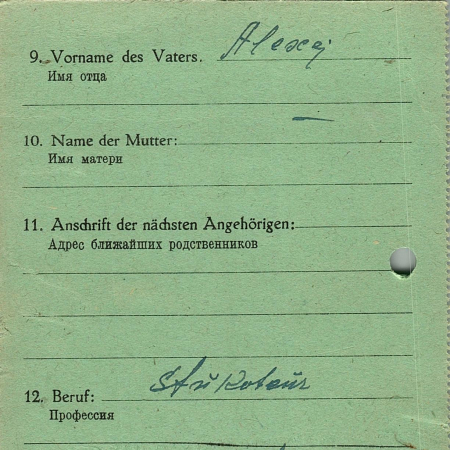 9. Vorname des Vaters. Alexej
Имя отца
10. Name der Mutter: —
Имя матери
11. Anschrift der nächsten Angehörigen:
Адрес ближайших родственников
12. Beruf: Stukoteur
Профессия